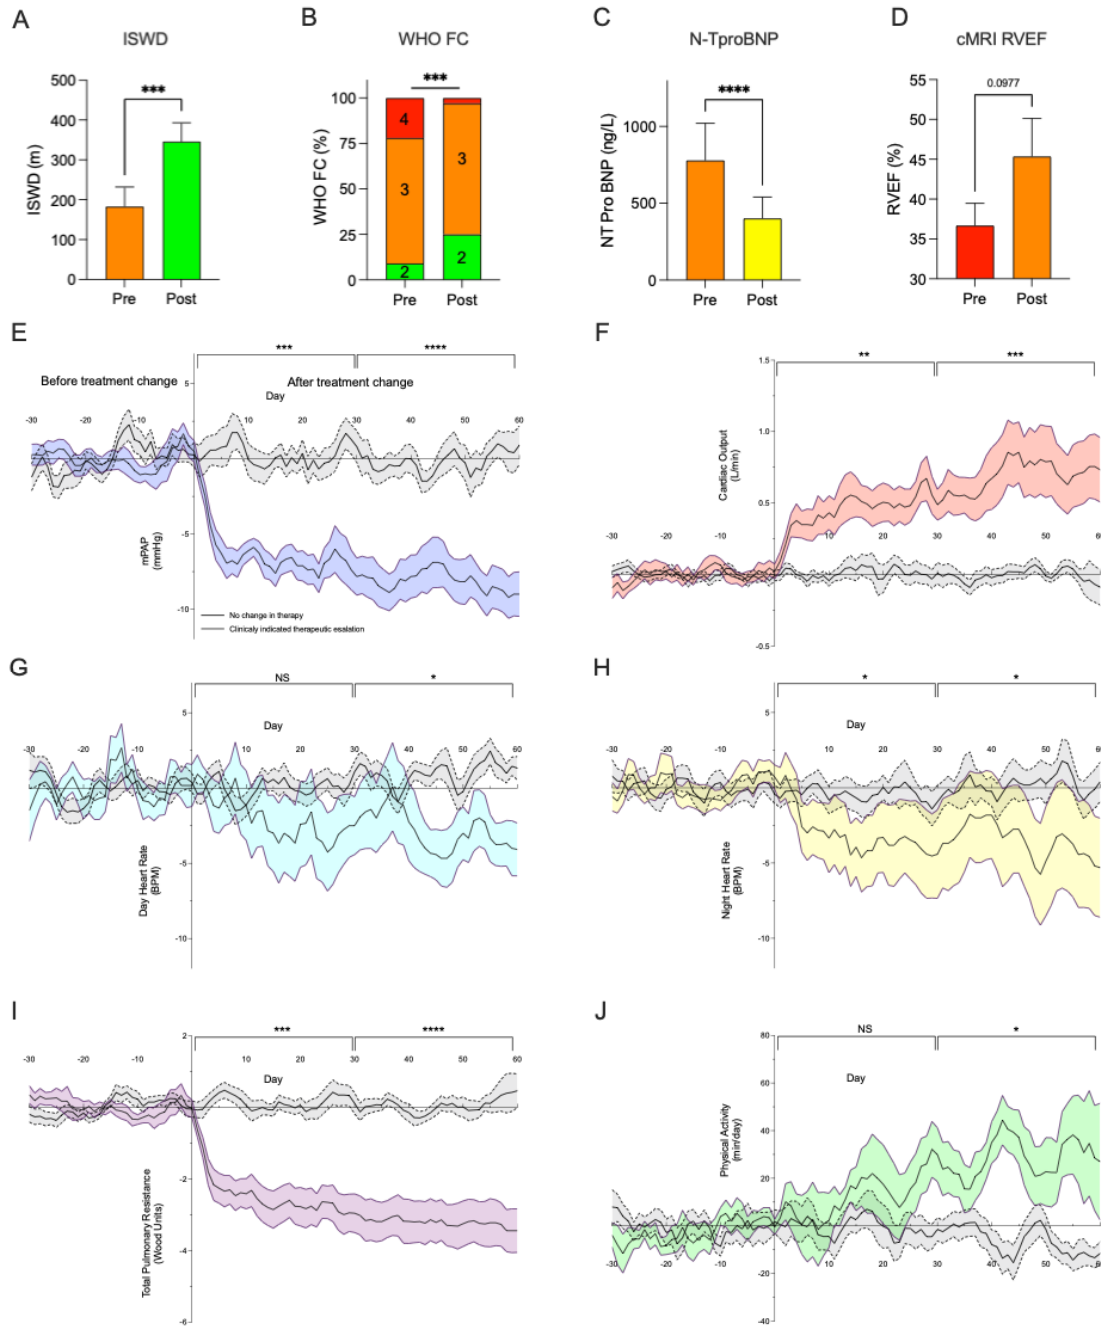 A
ISWD
ISWD (m)
500
400
300
200
100
0
***
Pre
Post
B
WHO FC
WHO FC (%)
100
75
50
25
0
***
4
3
2
3
2
Pre
Post
C
N-TproBNP
NT Pro BNP (ng/L)
1000
500
0
****
Pre
Post
D
cMRI RVEF
RVEF (%)
55
50
45
40
35
30
0.0977
Pre
Post
E
***
****
Before treatment change
After treatment change
Day
5
-30
-20
-10
10
20
30
40
50
60
-5
-10
mPAP
(mmHg)
No change in therapy
Clinicaly indicated therapeutic esalation
F
**
***
1.5
1.0
0.5
-0.5
Cardiac Output
(L/min)
-30
-20
-10
10
20
30
40
50
60
G
NS
*
Day
5
-30
-20
-10
10
20
30
40
50
60
-5
-10
Day Heart Rate
(BPM)
H
*
*
Day
5
-30
-20
-10
10
20
30
40
50
60
-5
-10
Night Heart Rate
(BPM)
I
***
****
Day
2
-30
-20
-10
10
20
30
40
50
60
-2
-4
-6
Total Pulmonary Resistance
(Wood Units)
J
NS
*
Day
80
60
40
20
-20
-40
Physical Activity
(min/day)
-30
-20
-10
10
20
30
40
50
60